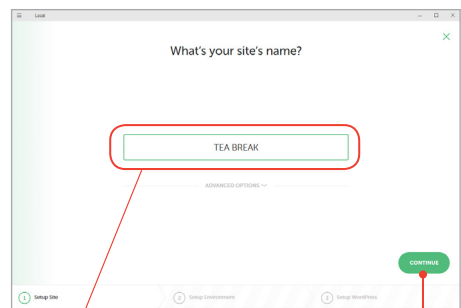 Local
What's your site's name?
TEA BREAK
ADVANCED OPTIONS
CONTINUE
1 Setup Site
2 Setup Environment
3 Setup WordPress